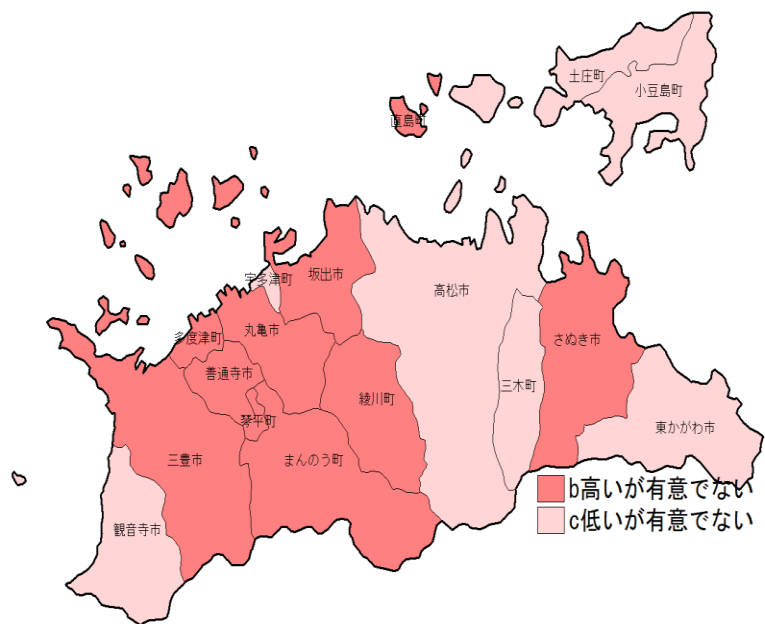 土庄町
小豆島町
直島町
宇多津町
坂出市
高松市
多度津町
丸亀市
さぬき市
善通寺市
三木町
綾川町
琴平町
東かがわ市
三豊市
まんのう町
観音寺市
b高いが有意でない
c低いが有意でない